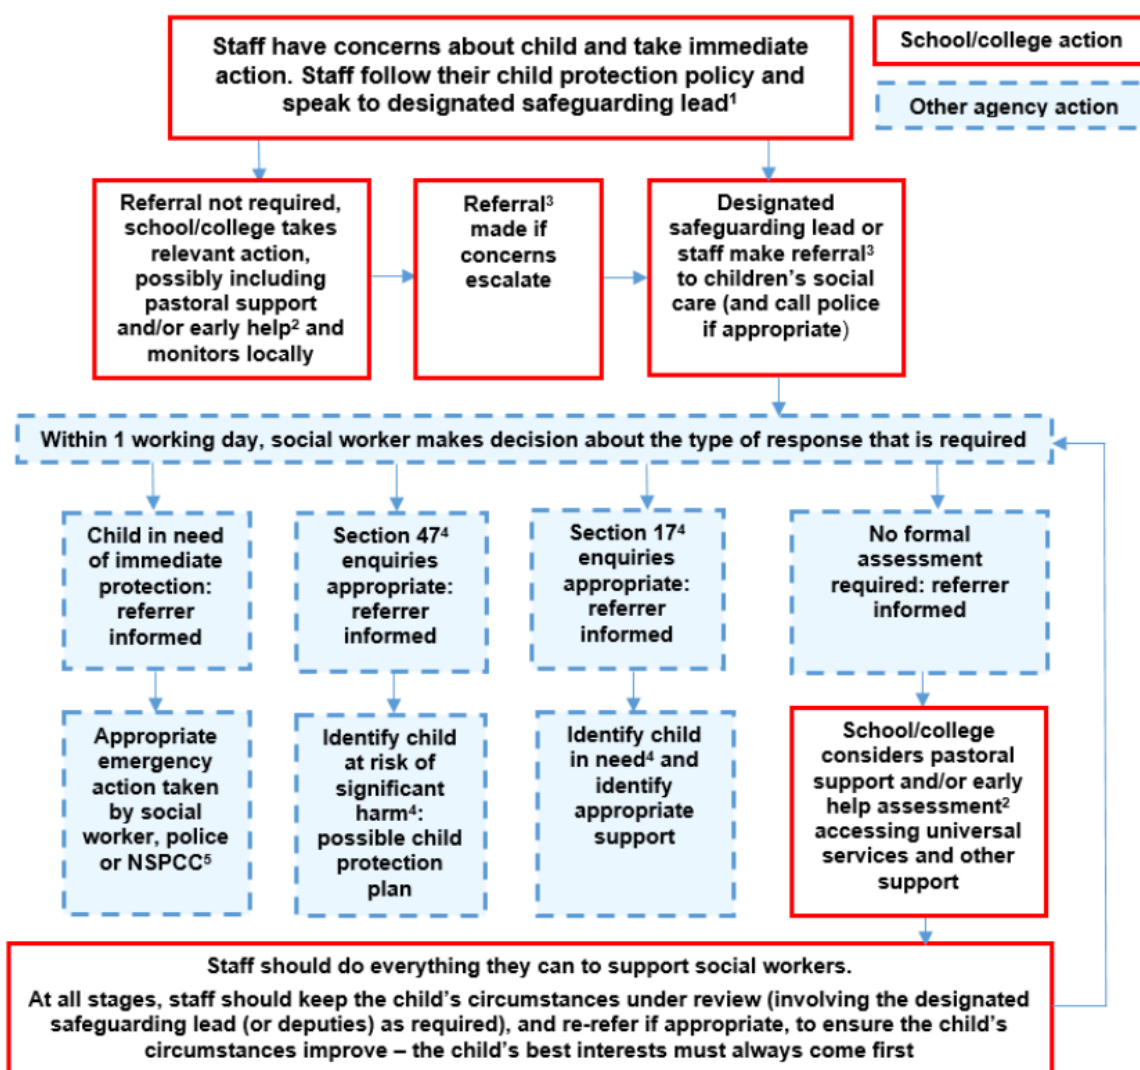 Staff have concerns about child and take immediate
action. Staff follow their child protection policy and
speak to designated safeguarding lead¹
School/college action
Other agency action
Referral not required,
school/college takes
relevant action,
possibly including
pastoral support
and/or early help² and
monitors locally
Referral³
made if
concerns
escalate
Designated
safeguarding lead or
staff make referral³
to children’s social
care (and call police
if appropriate)
Within 1 working day, social worker makes decision about the type of response that is required
Child in need
of immediate
protection:
referrer
informed
Section 47⁴
enquiries
appropriate:
referrer
informed
Section 17⁴
enquiries
appropriate:
referrer
informed
No formal
assessment
required: referrer
informed
Appropriate
emergency
action taken
by social
worker, police
or NSPCC⁵
Identify child
at risk of
significant
harm⁴:
possible child
protection
plan
Identify child
in need⁴ and
identify
appropriate
support
School/college
considers pastoral
support and/or early
help assessment²
accessing universal
services and other
support
Staff should do everything they can to support social workers.
At all stages, staff should keep the child’s circumstances under review (involving the designated
safeguarding lead (or deputies) as required), and re-refer if appropriate, to ensure the child’s
circumstances improve – the child’s best interests must always come first